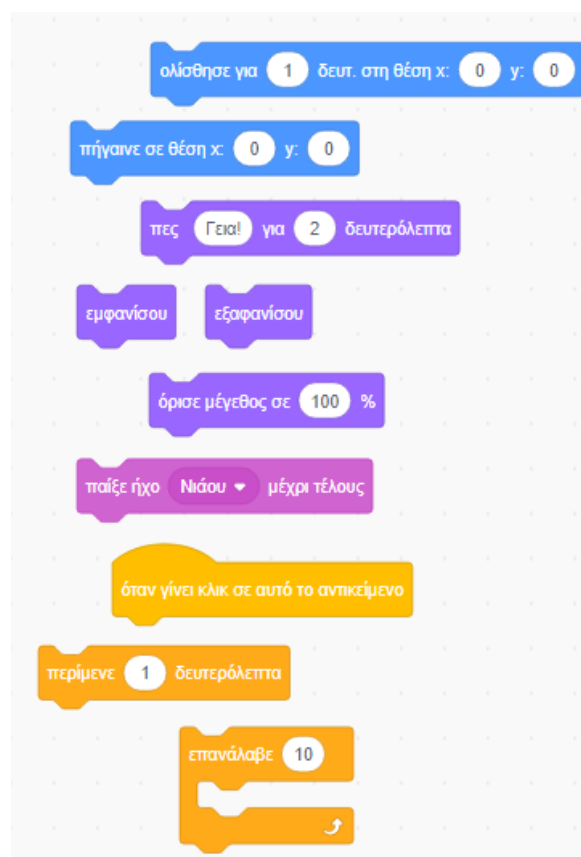 ολίσθησε για 1 δευτ. στη θέση x: 0 y: 0
πήγαινε σε θέση x: 0 y: 0
πες Γεια! για 2 δευτερόλεπτα
εμφανίσου εξαφανίσου
όρισε μέγεθος σε 100 %
παίξε ήχο Νιάου μέχρι τέλους
όταν γίνει κλικ σε αυτό το αντικείμενο
περίμενε 1 δευτερόλεπτα
επανάλαβε 10